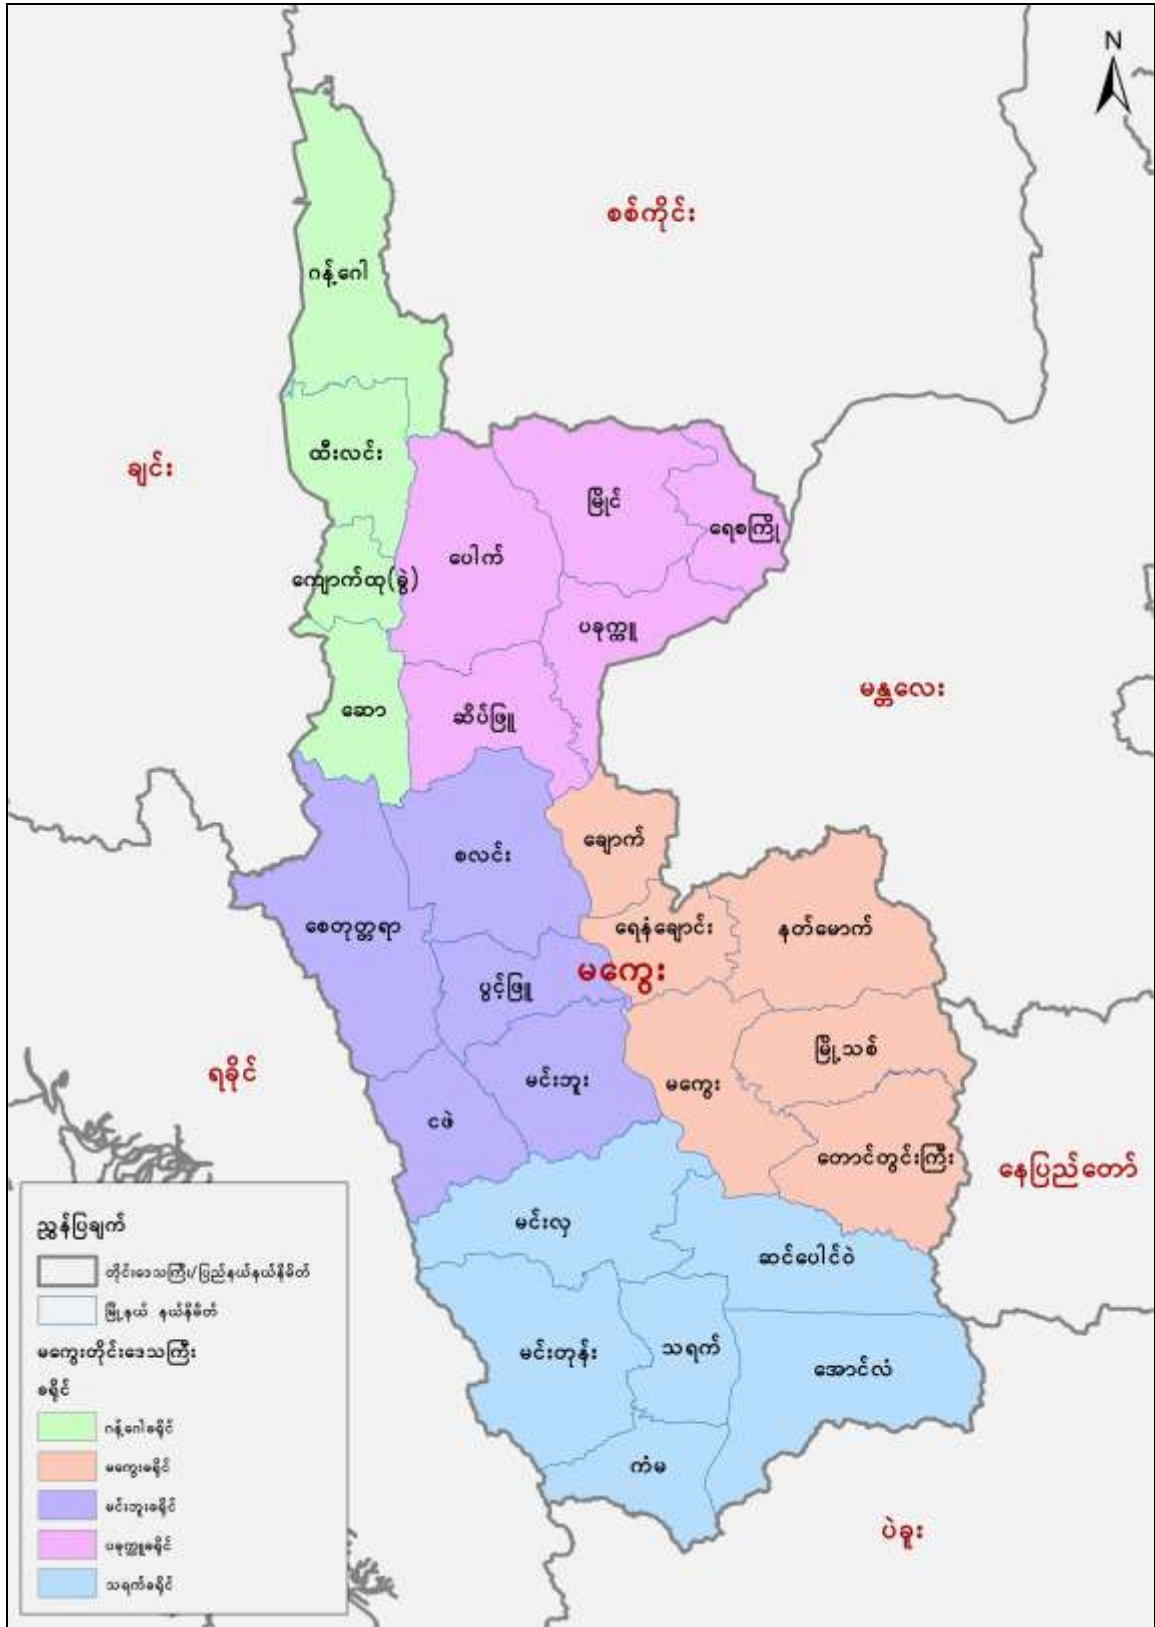 N
စစ်ကိုင်း
ဂန့်ဂေါ
ထီးလင်း
ချင်း
မြိုင်
ရေစကြို
ပေါက်
ကျောက်ထု(ခွဲ)
ပခုက္ကူ
မန္တလေး
ဆော
ဆိပ်ဖြူ
ချောက်
စလင်း
စေတုတ္တရာ
ရေနံချောင်း
နတ်မောက်
မကွေး
ပွင့်ဖြူ
မြို့သစ်
ရခိုင်
မင်းဘူး
မကွေး
ငဖဲ
တောင်တွင်းကြီး
နေပြည်တော်
မင်းလှ
ဆင်ပေါင်ဝဲ
မင်းတုန်း
သရက်
အောင်လံ
ကံမ
ပဲခူး
ညွှန်ပြချက်
တိုင်းဒေသကြီး/ပြည်နယ်နယ်နိမိတ်
မြို့နယ် နယ်နိမိတ်
မကွေးတိုင်းဒေသကြီး
ခရိုင်
ဂန့်ဂေါခရိုင်
မကွေးခရိုင်
မင်းဘူးခရိုင်
ပခုက္ကူခရိုင်
သရက်ခရိုင်